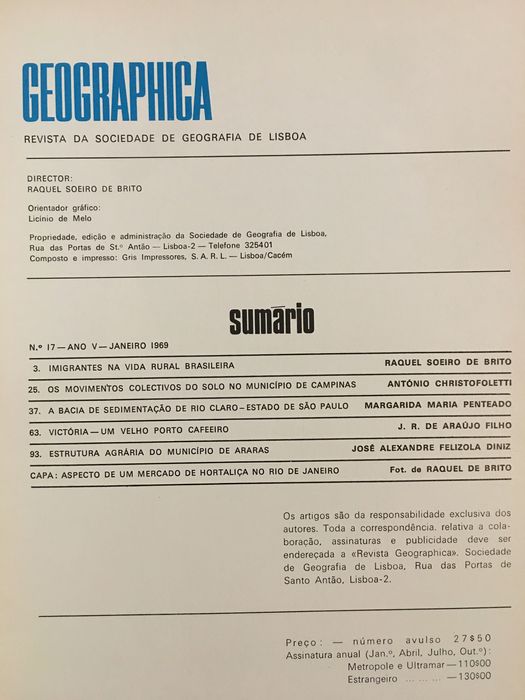 GEOGRAPHICA
REVISTA DA SOCIEDADE DE GEOGRAFIA DE LISBOA
DIRECTOR:
RAQUEL SOEIRO DE BRITO
Orientador gráfico:
Licínio de Melo
Propriedade, edição e administração da Sociedade de Geografia de Lisboa,
Rua das Portas de St.º Antão — Lisboa-2 — Telefone 325401
Composto e impresso: Gris Impressores, S. A. R. L. — Lisboa/Cacém
sumário
N.º 17 — ANO V — JANEIRO 1969
3. IMIGRANTES NA VIDA RURAL BRASILEIRA RAQUEL SOEIRO DE BRITO
25. OS MOVIMENTOS COLECTIVOS DO SOLO NO MUNICÍPIO DE CAMPINAS ANTÓNIO CHRISTOFOLETTI
37. A BACIA DE SEDIMENTAÇÃO DE RIO CLARO — ESTADO DE SÃO PAULO MARGARIDA MARIA PENTEADO
63. VICTÓRIA — UM VELHO PORTO CAFEEIRO J. R. DE ARAÚJO FILHO
93. ESTRUTURA AGRÁRIA DO MUNICÍPIO DE ARARAS JOSÉ ALEXANDRE FELIZOLA DINIZ
CAPA: ASPECTO DE UM MERCADO DE HORTALIÇA NO RIO DE JANEIRO Fot. de RAQUEL DE BRITO
Os artigos são da responsabilidade exclusiva dos
autores. Toda a correspondência. relativa a cola-
boração, assinaturas e publicidade deve ser
endereçada a «Revista Geographica». Sociedade
de Geografia de Lisboa, Rua das Portas de
Santo Antão, Lisboa-2.
Preço: — número avulso 27$50
Assinatura anual (Jan.º, Abril, Julho, Out.º):
Metropole e Ultramar — 110$00
Estrangeiro ... ... ... — 130$00